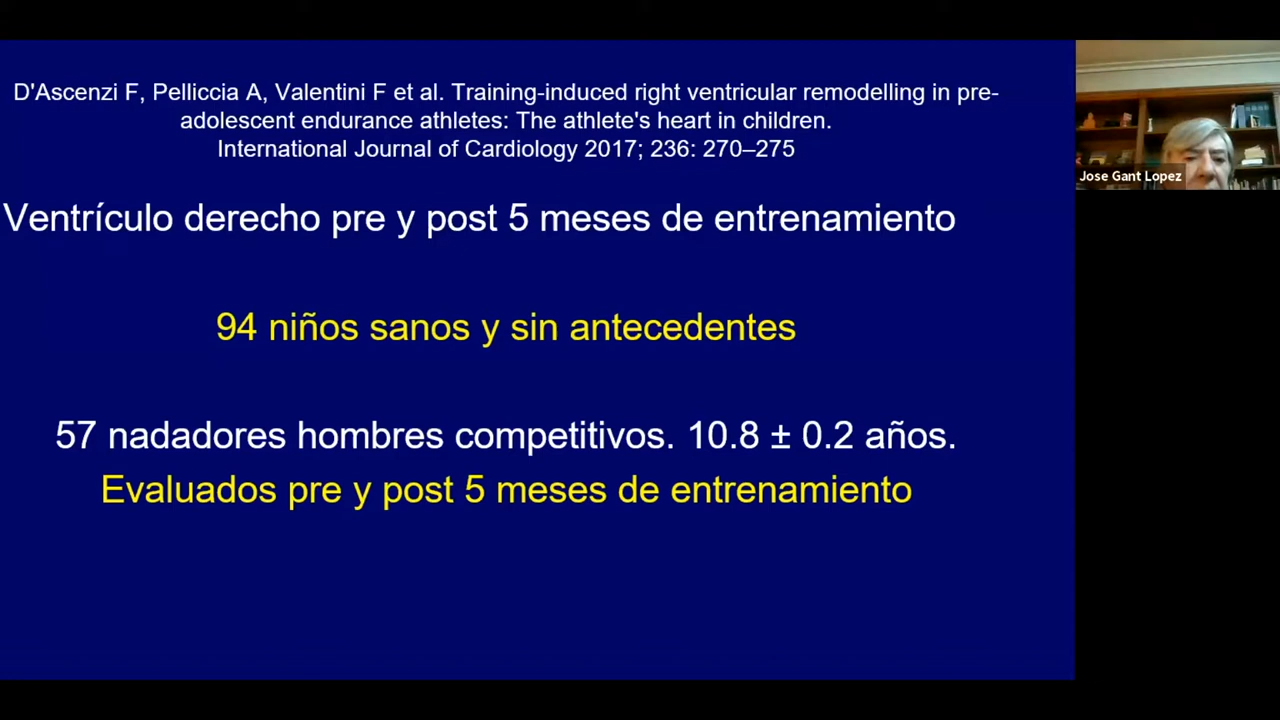 D'Ascenzi F, Pelliccia A, Valentini F et al. Training-induced right ventricular remodelling in pre-
adolescent endurance athletes: The athlete's heart in children.
International Journal of Cardiology 2017; 236: 270–275
Ventrículo derecho pre y post 5 meses de entrenamiento
94 niños sanos y sin antecedentes
57 nadadores hombres competitivos. 10.8 ± 0.2 años.
Evaluados pre y post 5 meses de entrenamiento
Jose Gant Lopez